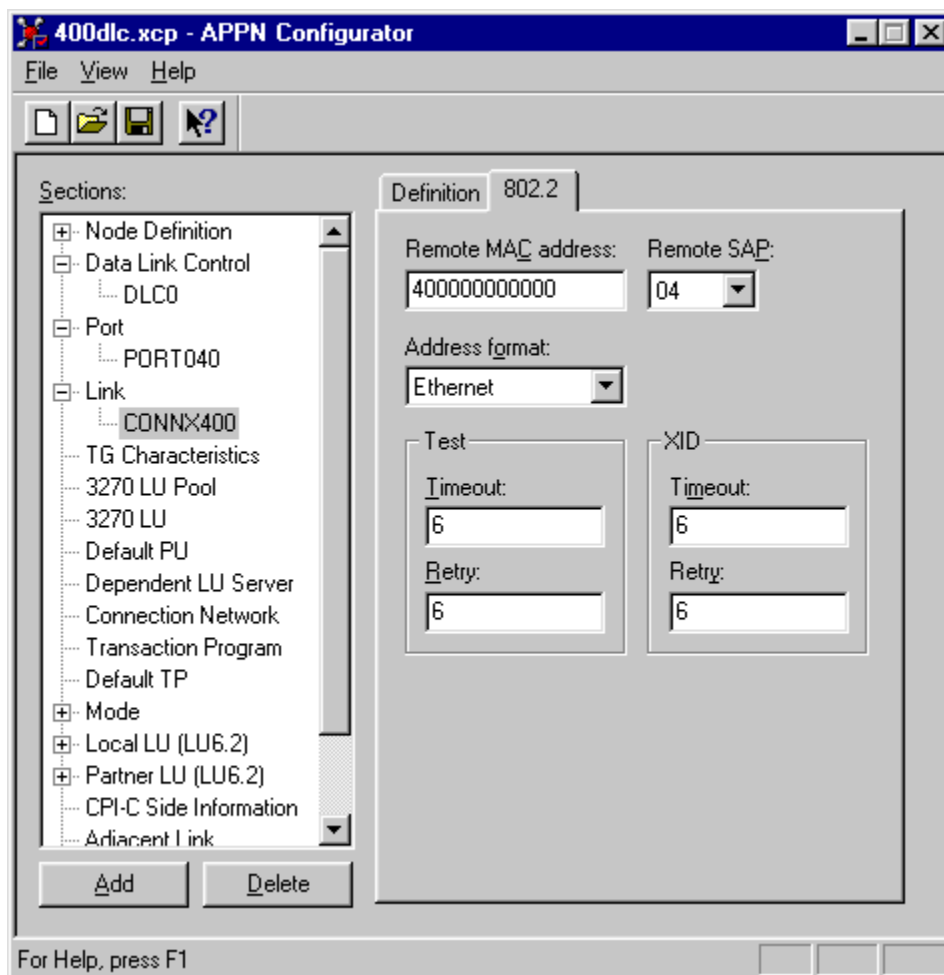 400dlc.xcp - APPN Configurator
File View Help
Sections:
Node Definition
Data Link Control
DLC0
Port
PORT040
Link
CONNX400
TG Characteristics
3270 LU Pool
3270 LU
Default PU
Dependent LU Server
Connection Network
Transaction Program
Default TP
Mode
Local LU (LU6.2)
Partner LU (LU6.2)
CPI-C Side Information
Adjacent Link
Add Delete
Definition 802.2
Remote MAC address: Remote SAP:
400000000000 04
Address format:
Ethernet
Test XID
Timeout: Timeout:
6 6
Retry: Retry:
6 6
For Help, press F1